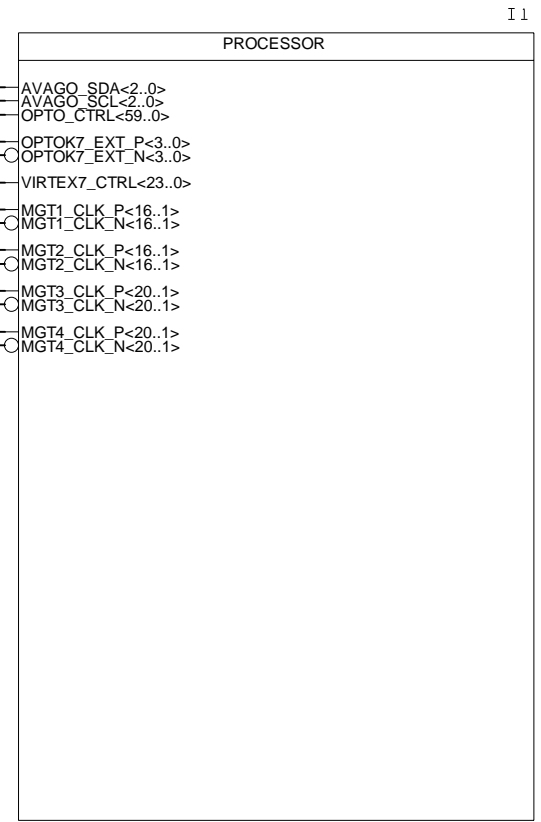 I1
PROCESSOR
AVAGO_SDA<2..0>
AVAGO_SCL<2..0>
OPTO_CTRL<59..0>
OPTOK7_EXT_P<3..0>
OPTOK7_EXT_N<3..0>
VIRTEX7_CTRL<23..0>
MGT1_CLK_P<16..1>
MGT1_CLK_N<16..1>
MGT2_CLK_P<16..1>
MGT2_CLK_N<16..1>
MGT3_CLK_P<20..1>
MGT3_CLK_N<20..1>
MGT4_CLK_P<20..1>
MGT4_CLK_N<20..1>